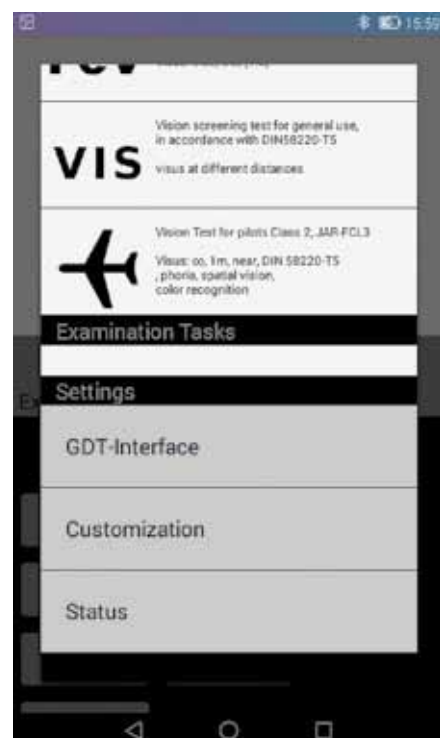 15:59
VIS
Vision screening test for general use,
in accordance with DIN58220-T5
visus at different distances
Vision Test for pilots Class 2, JAR-FCL3
Visus: oo, 1m, near, DIN 58220-T5
, phoria, spatial vision,
color recognition
Examination Tasks
Settings
GDT-Interface
Customization
Status